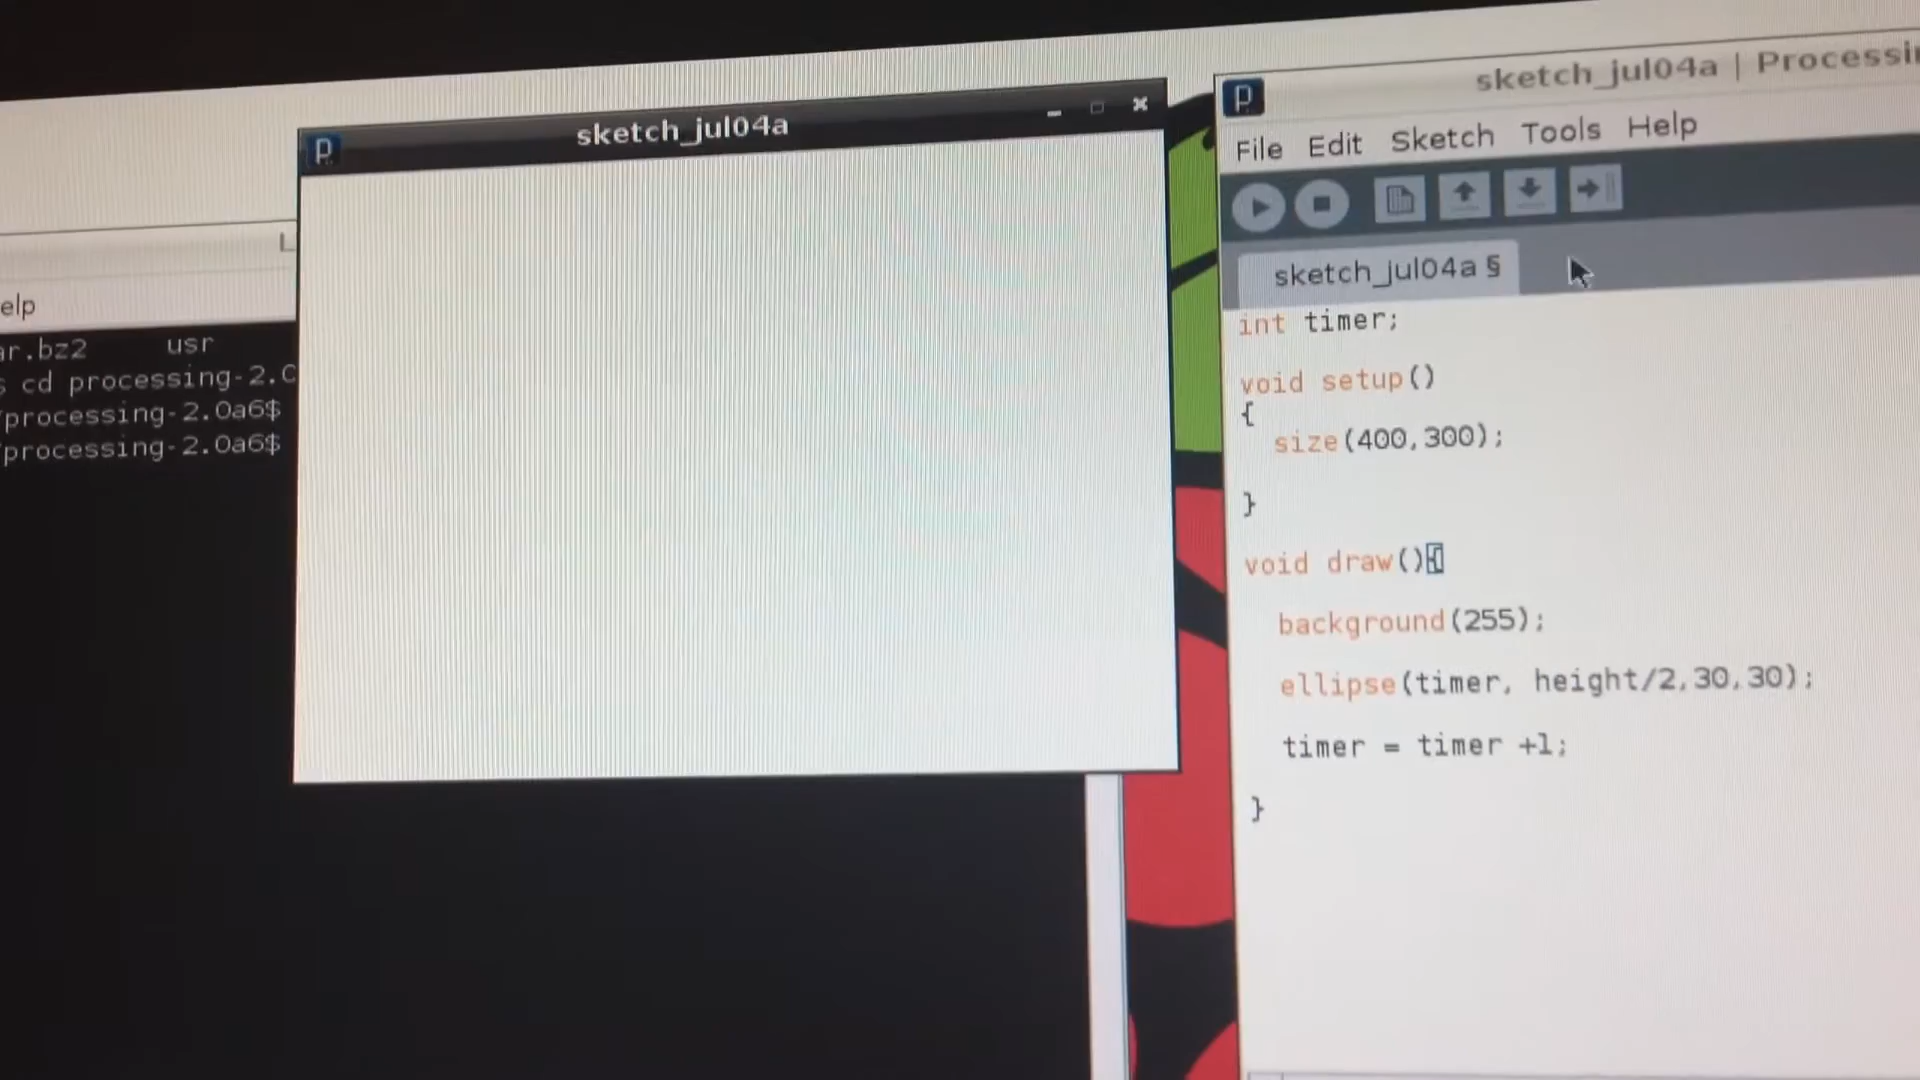 sketch_jul04a
elp
ar.bz2 usr
cd processing-2.0
processing-2.0a6$
processing-2.0a6$
sketch_jul04a | Processin
File Edit Sketch Tools Help
sketch_jul04a §
int timer;
void setup()
{
size(400,300);
}
void draw(){
background(255);
ellipse(timer, height/2,30,30);
timer = timer +1;
}